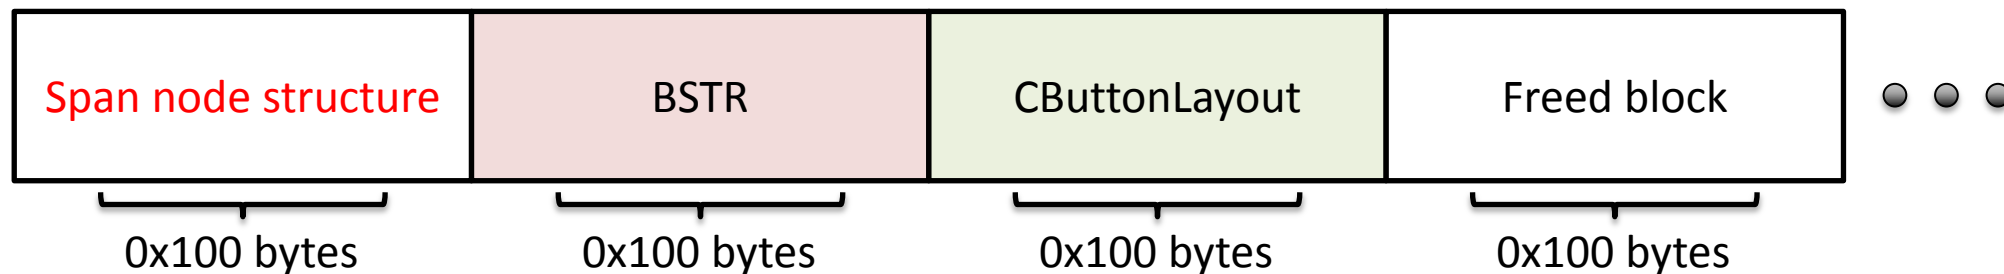 Span node structure
BSTR
CButtonLayout
Freed block
0x100 bytes
0x100 bytes
0x100 bytes
0x100 bytes